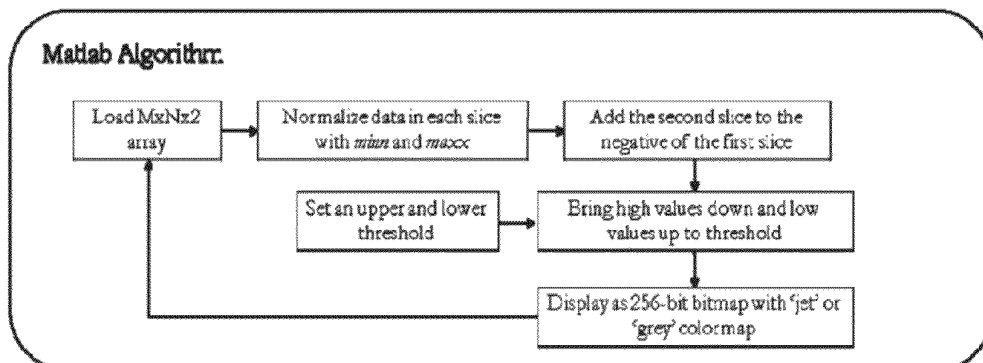 Matlab Algorithm:
Load MxNx2
array
Normalize data in each slice
with minn and maxx
Add the second slice to the
negative of the first slice
Set an upper and lower
threshold
Bring high values down and low
values up to threshold
Display as 256-bit bitmap with 'jet' or
'grey' colormap